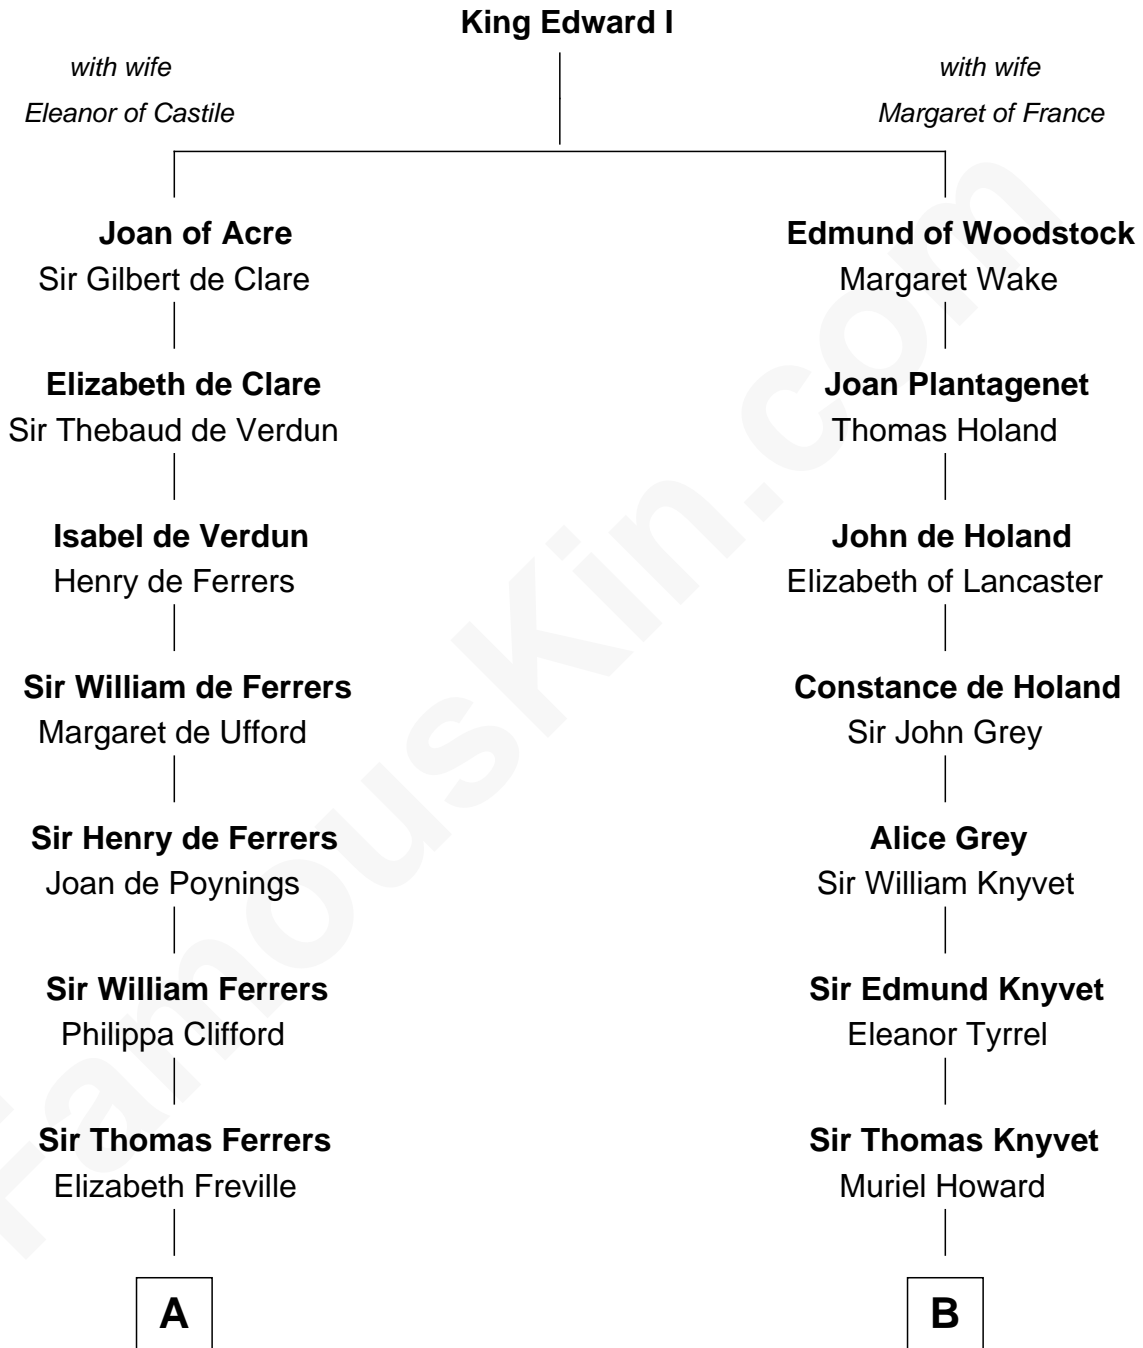 King Edward I
with wife
Eleanor of Castile
with wife
Margaret of France
Joan of Acre
Sir Gilbert de Clare
Edmund of Woodstock
Margaret Wake
Elizabeth de Clare
Sir Thebaud de Verdun
Joan Plantagenet
Thomas Holand
Isabel de Verdun
Henry de Ferrers
John de Holand
Elizabeth of Lancaster
Sir William de Ferrers
Margaret de Ufford
Constance de Holand
Sir John Grey
Sir Henry de Ferrers
Joan de Poynings
Alice Grey
Sir William Knyvet
Sir William Ferrers
Philippa Clifford
Sir Edmund Knyvet
Eleanor Tyrrel
Sir Thomas Ferrers
Elizabeth Freville
Sir Thomas Knyvet
Muriel Howard
A
B
FamousKin.com